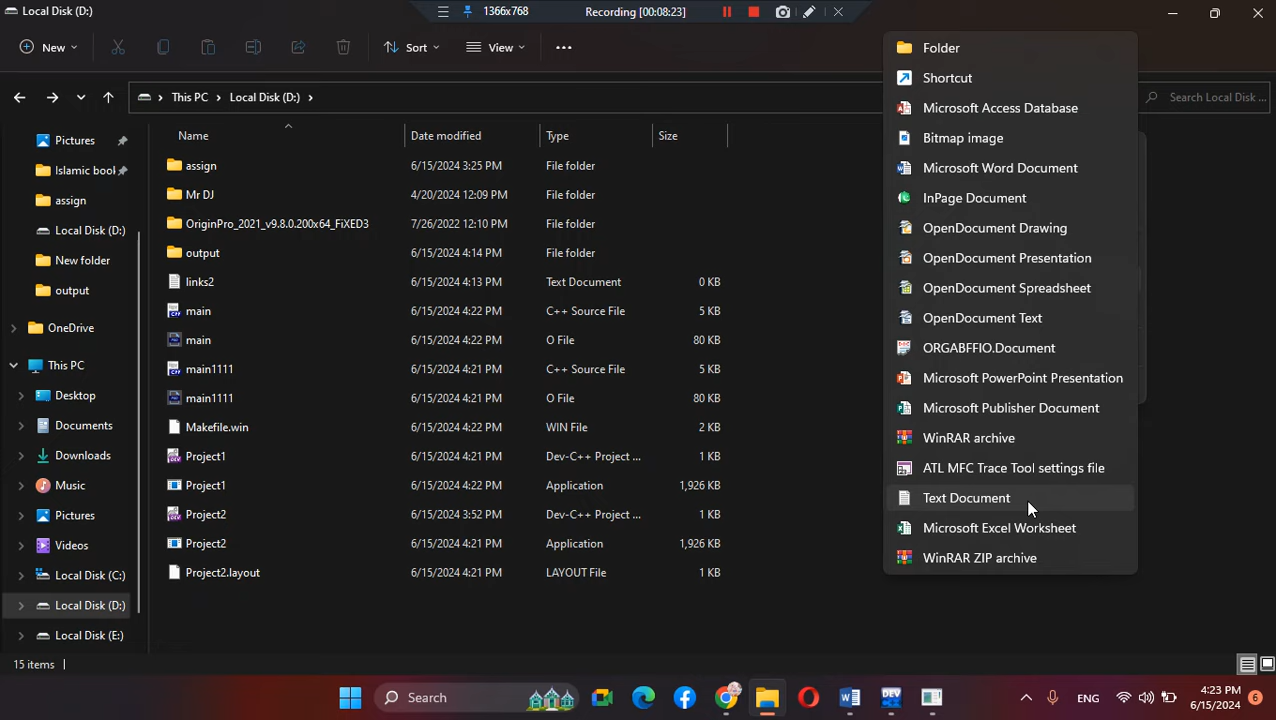 Local Disk (D:)
1366x768 Recording [00:08:23]
New Sort View
This PC Local Disk (D:) Search Local Disk ...
Pictures
Islamic bool
assign
Local Disk (D:)
New folder
output
OneDrive
This PC
Desktop
Documents
Downloads
Music
Pictures
Videos
Local Disk (C:)
Local Disk (D:)
Local Disk (E:)
Name Date modified Type Size
assign 6/15/2024 3:25 PM File folder
Mr DJ 4/20/2024 12:09 PM File folder
OriginPro_2021_v9.8.0.200x64_FiXED3 7/26/2022 12:10 PM File folder
output 6/15/2024 4:14 PM File folder
links2 6/15/2024 4:13 PM Text Document 0 KB
main 6/15/2024 4:22 PM C++ Source File 5 KB
main 6/15/2024 4:22 PM O File 80 KB
main1111 6/15/2024 4:21 PM C++ Source File 5 KB
main1111 6/15/2024 4:21 PM O File 80 KB
Makefile.win 6/15/2024 4:22 PM WIN File 2 KB
Project1 6/15/2024 4:22 PM Dev-C++ Project ... 1 KB
Project1 6/15/2024 4:22 PM Application 1,926 KB
Project2 6/15/2024 3:52 PM Dev-C++ Project ... 1 KB
Project2 6/15/2024 4:21 PM Application 1,926 KB
Project2.layout 6/15/2024 4:21 PM LAYOUT File 1 KB
Folder
Shortcut
Microsoft Access Database
Bitmap image
Microsoft Word Document
InPage Document
OpenDocument Drawing
OpenDocument Presentation
OpenDocument Spreadsheet
OpenDocument Text
ORGABFFIO.Document
Microsoft PowerPoint Presentation
Microsoft Publisher Document
WinRAR archive
ATL MFC Trace Tool settings file
Text Document
Microsoft Excel Worksheet
WinRAR ZIP archive
15 items
Search DEV ENG 4:23 PM
6/15/2024 6